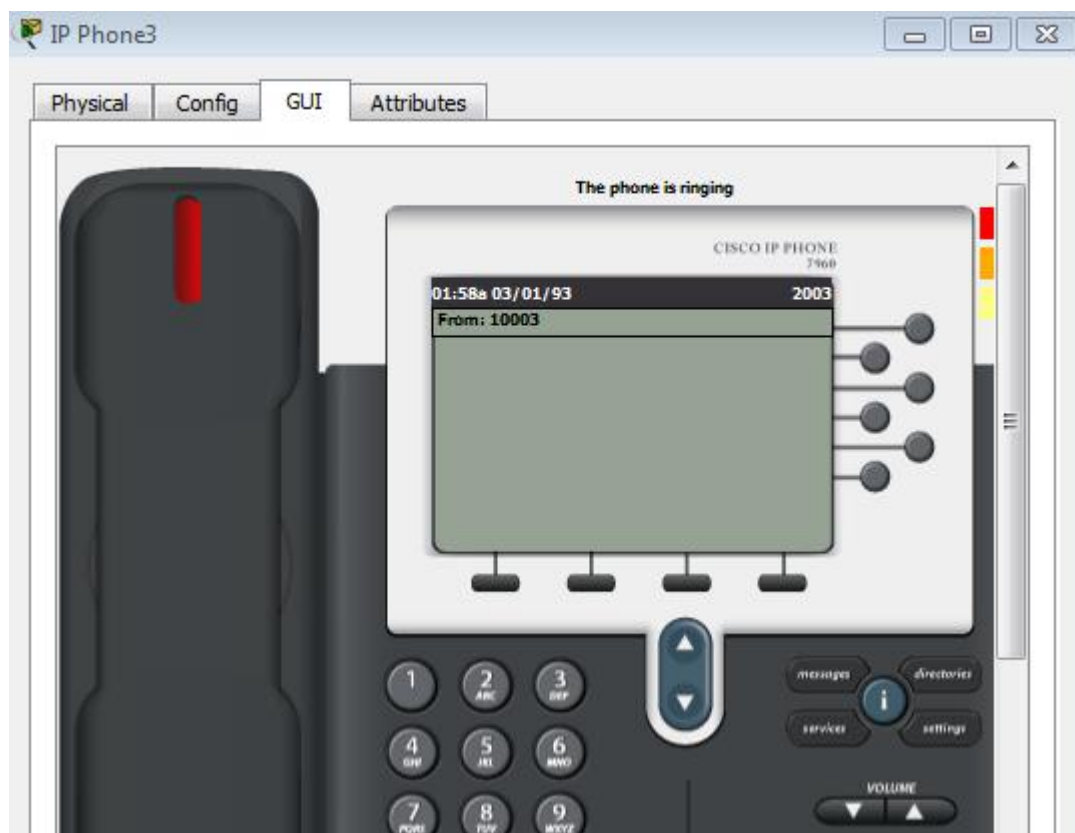 IP Phone3
Physical Config GUI Attributes
The phone is ringing
CISCO IP PHONE
7960
01:58a 03/01/93 2003
From: 10003
1 2 3
ABC DEF
messages directories
i
services settings
4 5 6
GHI JKL MNO
VOLUME
7 8 9
PQRS TUV WXYZ